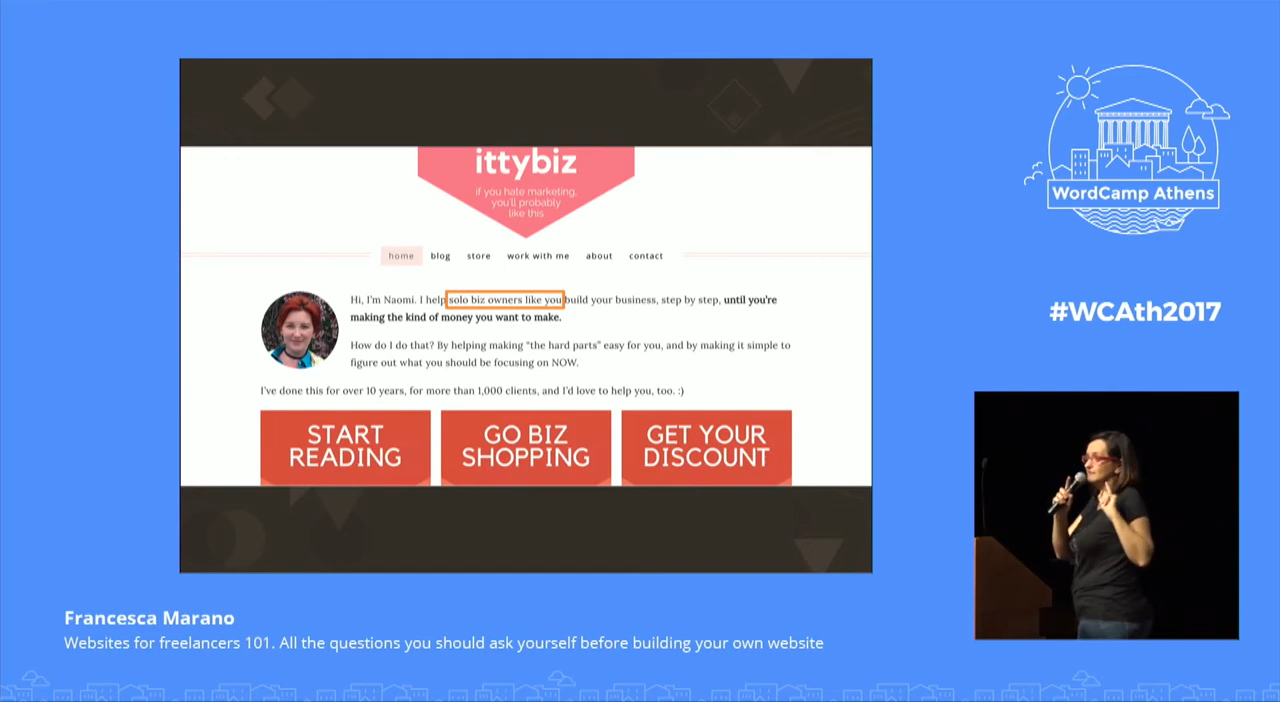 ittybiz
if you hate marketing,
you'll probably
like this
home blog store work with me about contact
Hi, I'm Naomi. I help solo biz owners like you build your business, step by step, until you're
making the kind of money you want to make.
How do I do that? By helping making "the hard parts" easy for you, and by making it simple to
figure out what you should be focusing on NOW.
I've done this for over 10 years, for more than 1,000 clients, and I'd love to help you, too. :)
START
READING
GO BIZ
SHOPPING
GET YOUR
DISCOUNT
WordCamp Athens
#WCAth2017
Francesca Marano
Websites for freelancers 101. All the questions you should ask yourself before building your own website